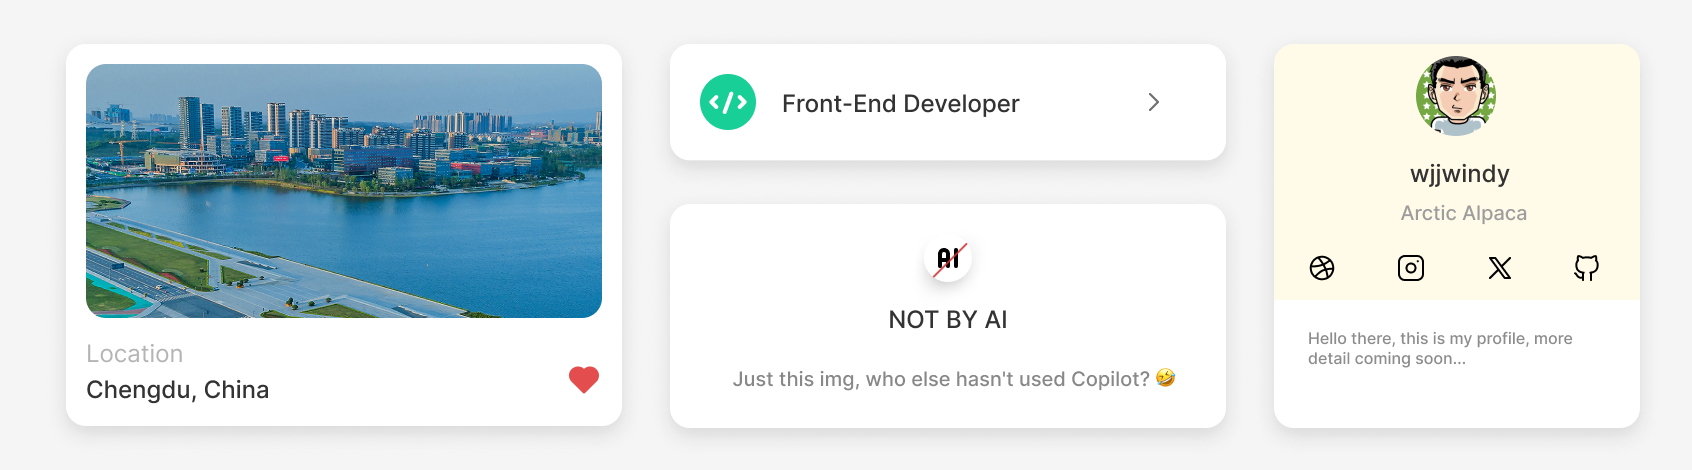 Location
Chengdu, China
Front-End Developer
AI
NOT BY AI
Just this img, who else hasn't used Copilot? 🤣
wjjwindy
Arctic Alpaca
Hello there, this is my profile, more
detail coming soon...